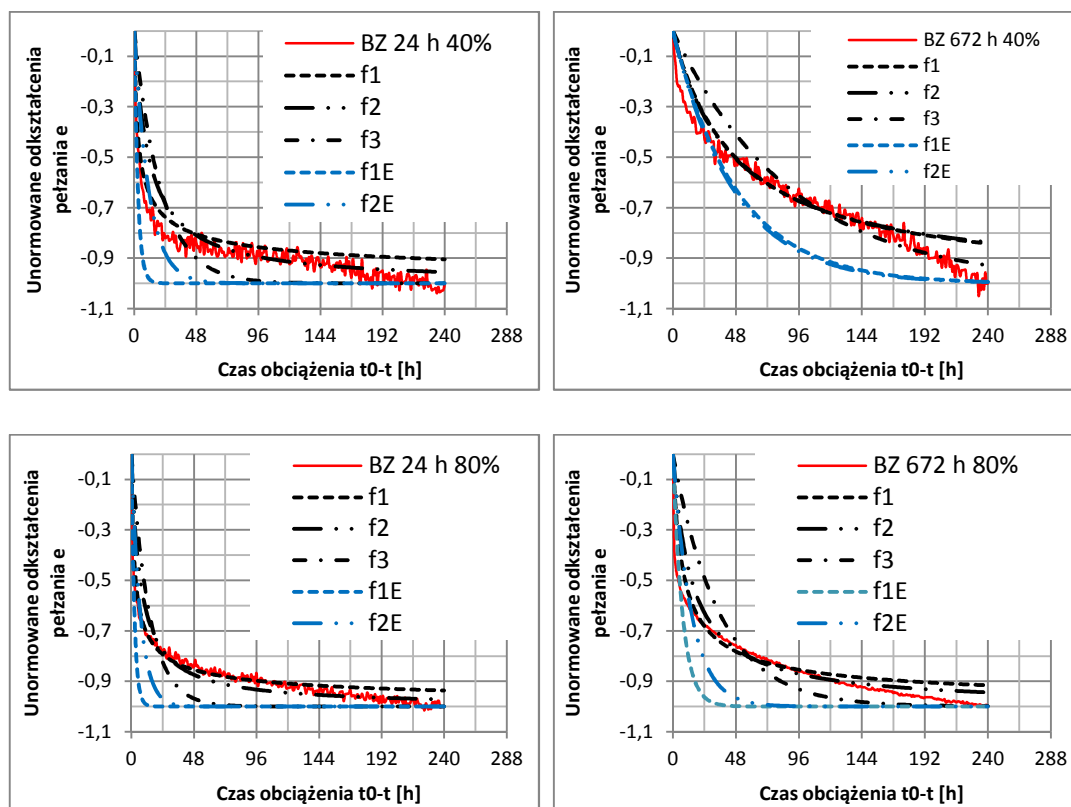 Unormowane odkształcenia
pełzania e
-0,1
-0,3
-0,5
-0,7
-0,9
-1,1
BZ 24 h 40%
f1
f2
f3
f1E
f2E
0 48 96 144 192 240 288
Czas obciążenia t0-t [h]
Unormowane odkształcenia
pełzania e
-0,1
-0,3
-0,5
-0,7
-0,9
-1,1
BZ 672 h 40%
f1
f2
f3
f1E
f2E
0 48 96 144 192 240 288
Czas obciążenia t0-t [h]
Unormowane odkształcenia
pełzania e
-0,1
-0,3
-0,5
-0,7
-0,9
-1,1
BZ 24 h 80%
f1
f2
f3
f1E
f2E
0 48 96 144 192 240 288
Czas obciążenia t0-t [h]
Unormowane odkształcenia
pełzania e
-0,1
-0,3
-0,5
-0,7
-0,9
-1,1
BZ 672 h 80%
f1
f2
f3
f1E
f2E
0 48 96 144 192 240 288
Czas obciążenia t0-t [h]